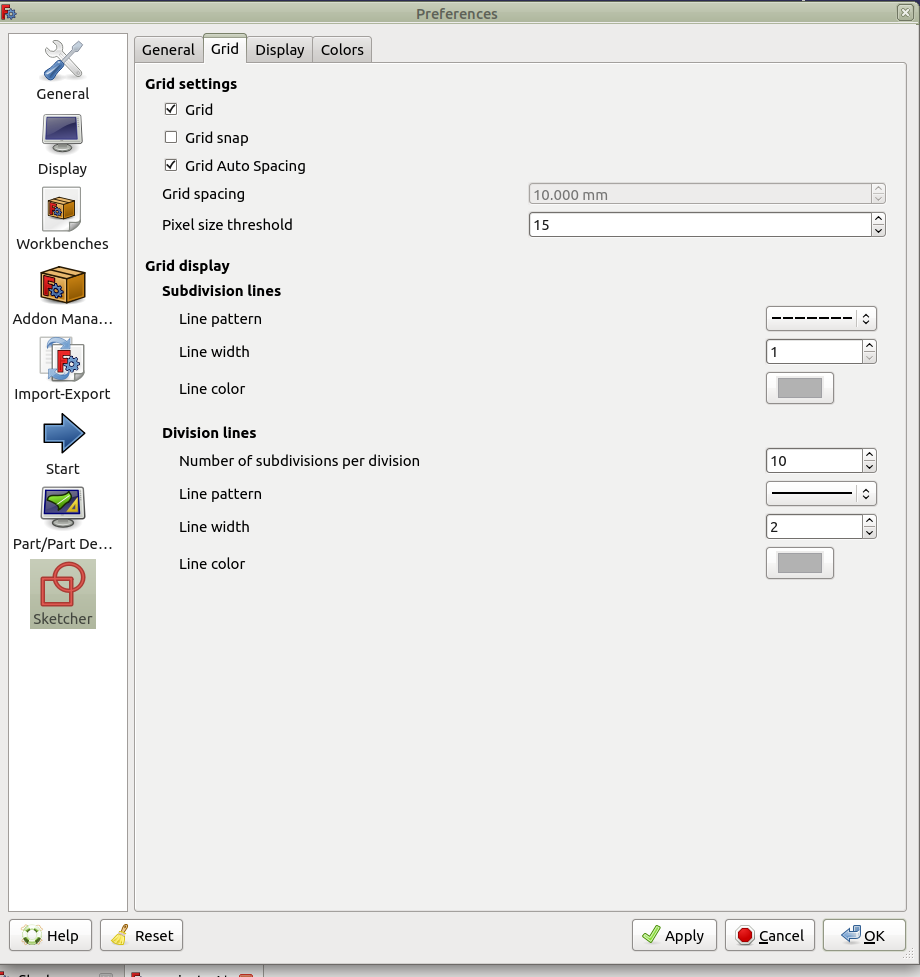 Preferences
General
Display
Workbenches
Addon Mana...
Import-Export
Start
Part/Part De...
Sketcher
General Grid Display Colors
Grid settings
Grid
Grid snap
Grid Auto Spacing
Grid spacing 10.000 mm
Pixel size threshold 15
Grid display
Subdivision lines
Line pattern
Line width 1
Line color
Division lines
Number of subdivisions per division 10
Line pattern
Line width 2
Line color
Help Reset Apply Cancel OK